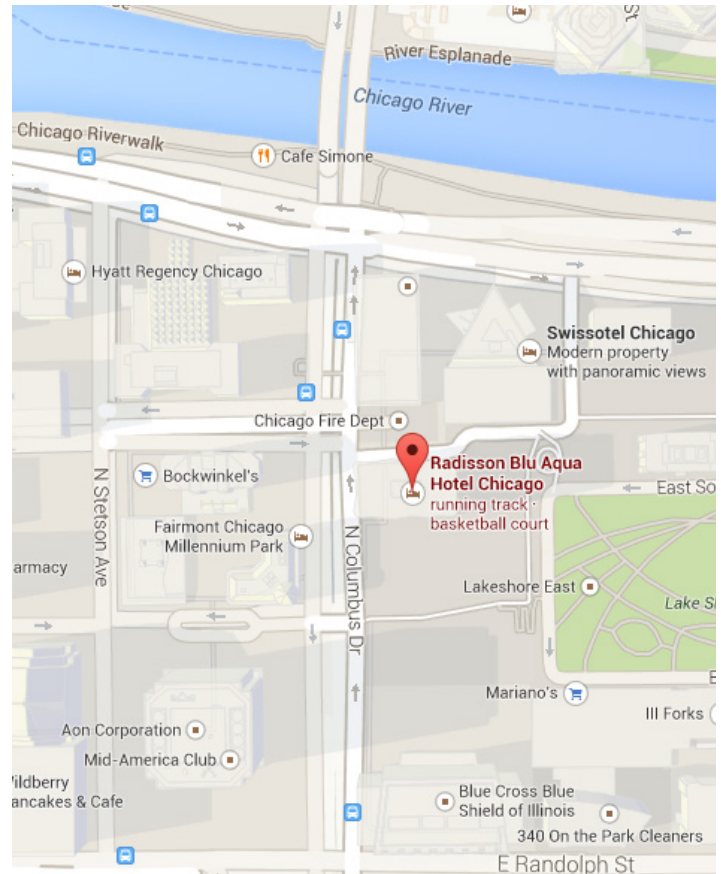 St
River Esplanade
Chicago River
Chicago Riverwalk
Cafe Simone
Hyatt Regency Chicago
Swissotel Chicago
Modern property
with panoramic views
Chicago Fire Dept
Radisson Blu Aqua
Hotel Chicago
running track ·
basketball court
Bockwinkel's
East So
N Stetson Ave
Fairmont Chicago
Millennium Park
N Columbus Dr
armacy
Lakeshore East
Lake S
E
Mariano's
III Forks
Aon Corporation
Mid-America Club
Wildberry
ancakes & Cafe
Blue Cross Blue
Shield of Illinois
340 On the Park Cleaners
E Randolph St